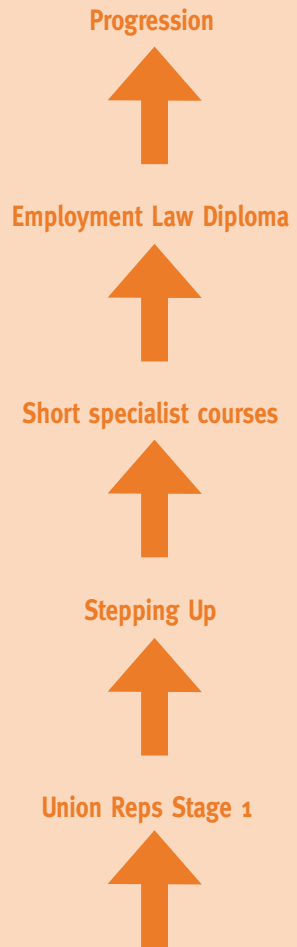 Progression
Employment Law Diploma
Short specialist courses
Stepping Up
Union Reps Stage 1